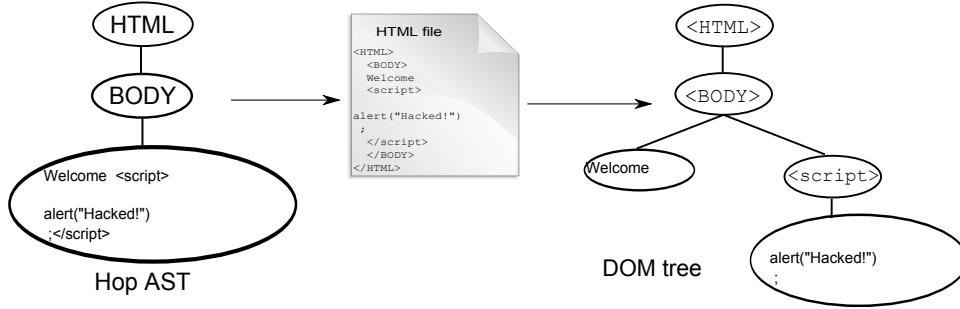 HTML
BODY
Welcome <script>
alert("Hacked!")
;</script>
Hop AST
HTML file
<HTML>
<BODY>
Welcome
<script>
alert("Hacked!")
;
</script>
</BODY>
</HTML>
<HTML>
<BODY>
Welcome
<script>
alert("Hacked!")
;
DOM tree